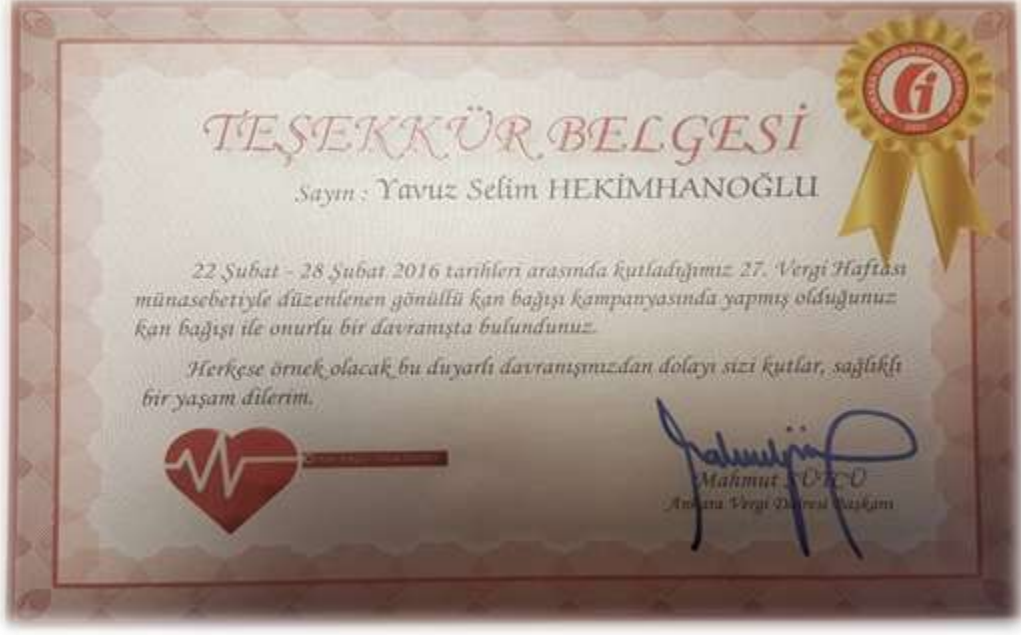 TEŞEKKÜR BELGESİ
Sayın : Yavuz Selim HEKİMHANOĞLU
22 Şubat - 28 Şubat 2016 tarihleri arasında kutladığımız 27. Vergi Haftası
münasebetiyle düzenlenen gönüllü kan bağışı kampanyasında yapmış olduğunuz
kan bağışı ile onurlu bir davranışta bulundunuz.
Herkese örnek olacak bu duyarlı davranışınızdan dolayı sizi kutlar, sağlıklı
bir yaşam dilerim.
Mahmut SÜTCÜ
Ankara Vergi Dairesi Başkanı